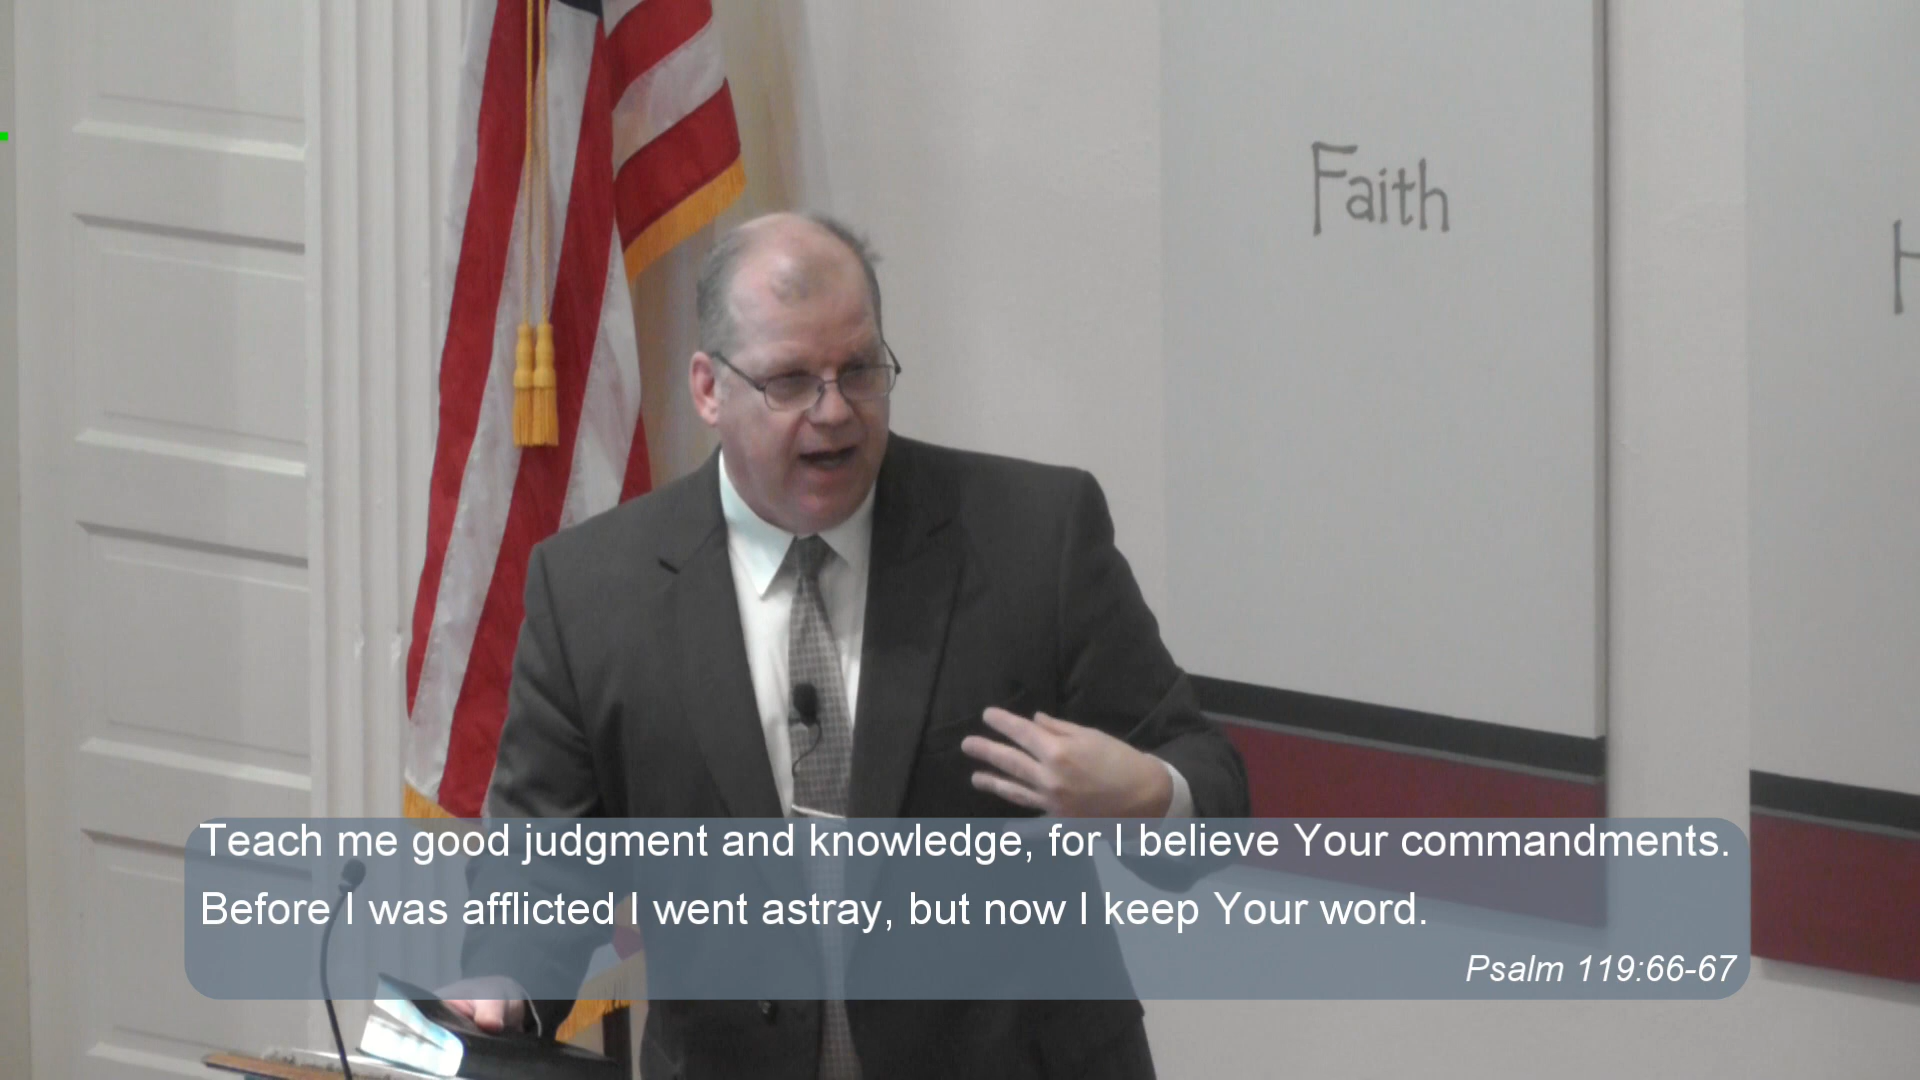 Faith
H
Teach me good judgment and knowledge, for I believe Your commandments.
Before I was afflicted I went astray, but now I keep Your word.
Psalm 119:66-67